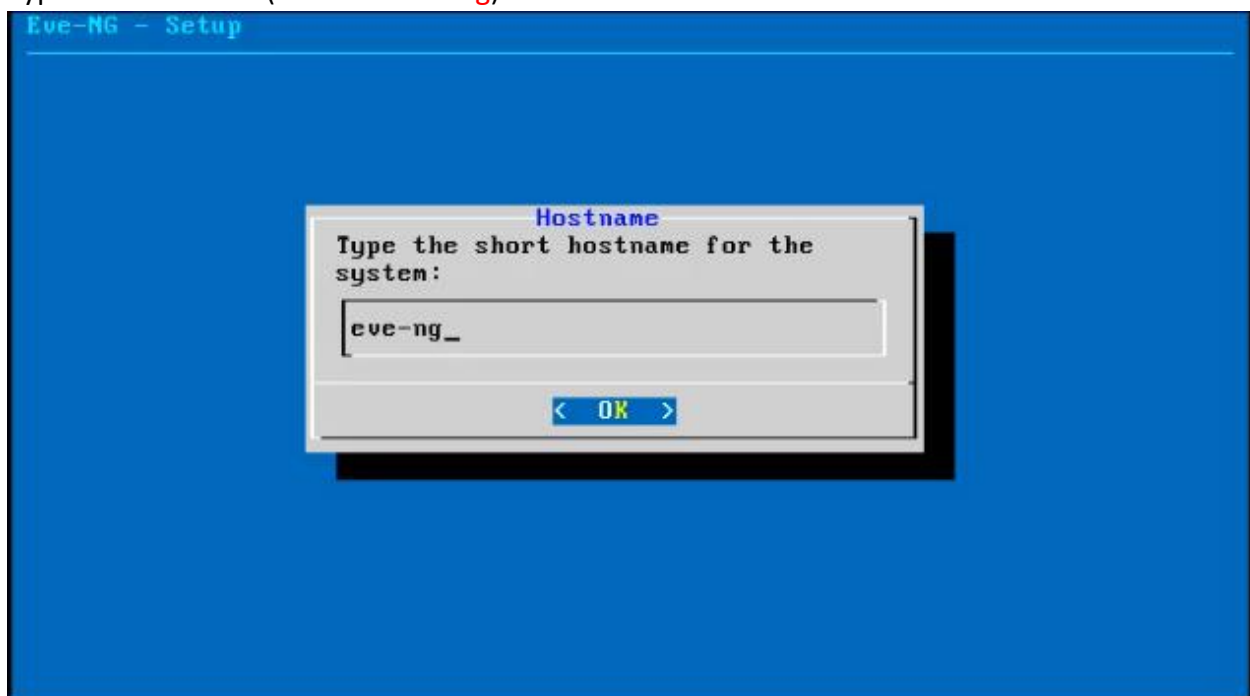 Eve-NG - Setup
Hostname
Type the short hostname for the
system:
eve-ng_
< OK >